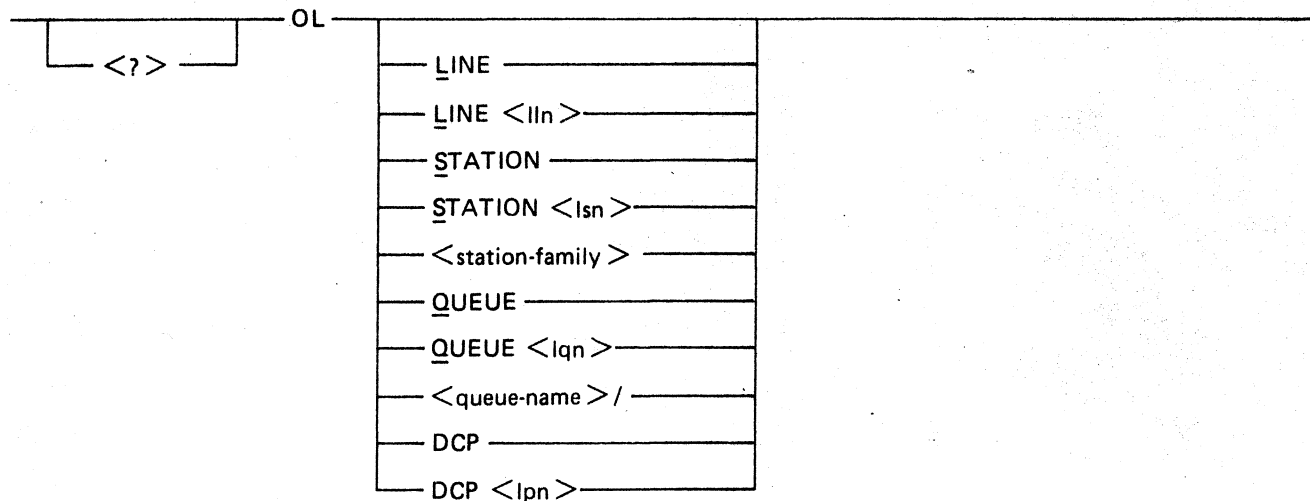 OL
<?>
LINE
LINE <lln>
STATION
STATION <lsn>
<station-family>
QUEUE
QUEUE <lqn>
<queue-name>/
DCP
DCP <lpn>